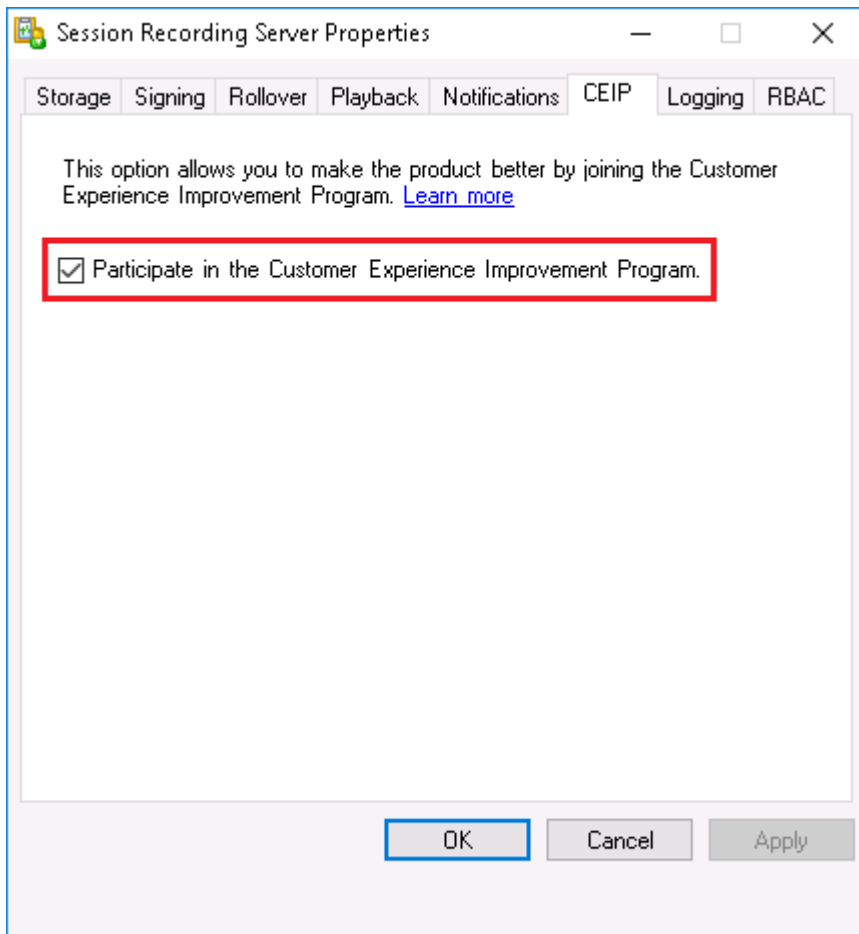 Session Recording Server Properties
Storage Signing Rollover Playback Notifications CEIP Logging RBAC
This option allows you to make the product better by joining the Customer
Experience Improvement Program. Learn more
Participate in the Customer Experience Improvement Program.
OK Cancel Apply